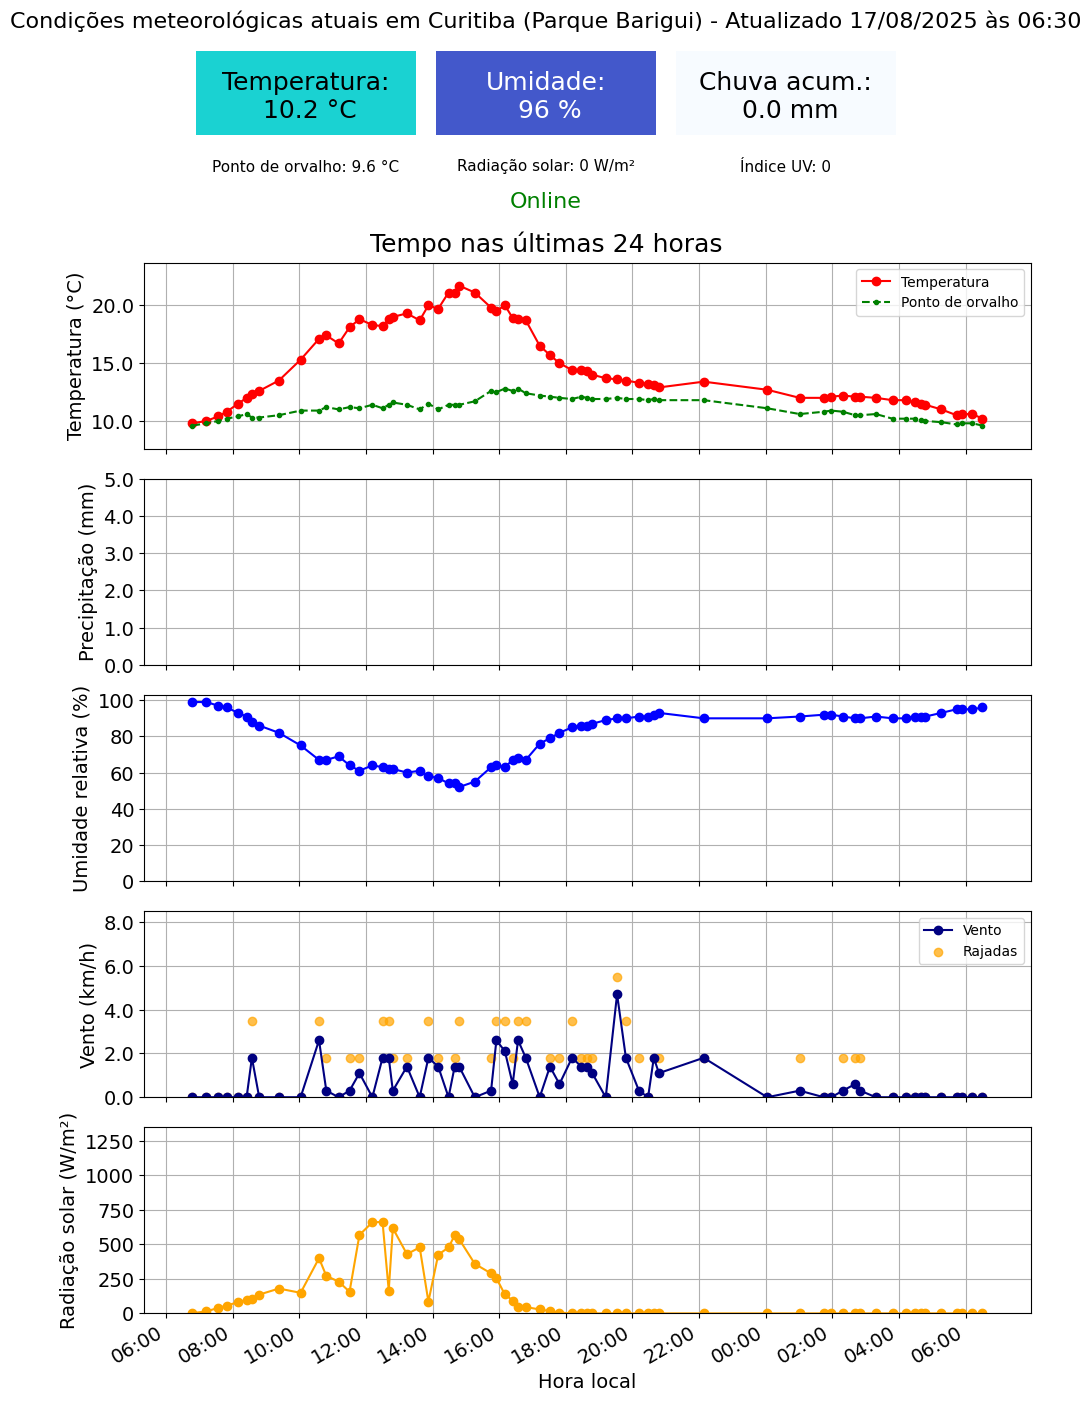 Condições meteorológicas atuais em Curitiba (Parque Barigui) - Atualizado 17/08/2025 às 06:30
Temperatura:
10.2 °C
Umidade:
96 %
Chuva acum.:
0.0 mm
Ponto de orvalho: 9.6 °C
Radiação solar: 0 W/m²
Índice UV: 0
Online
Tempo nas últimas 24 horas
Temperatura (°C)
20.0
15.0
10.0
Temperatura
Ponto de orvalho
Precipitação (mm)
5.0
4.0
3.0
2.0
1.0
0.0
Umidade relativa (%)
100
80
60
40
20
0
Vento (km/h)
8.0
6.0
4.0
2.0
0.0
Vento
Rajadas
Radiação solar (W/m²)
1250
1000
750
500
250
0
06:00
08:00
10:00
12:00
14:00
16:00
18:00
20:00
22:00
00:00
02:00
04:00
06:00
Hora local